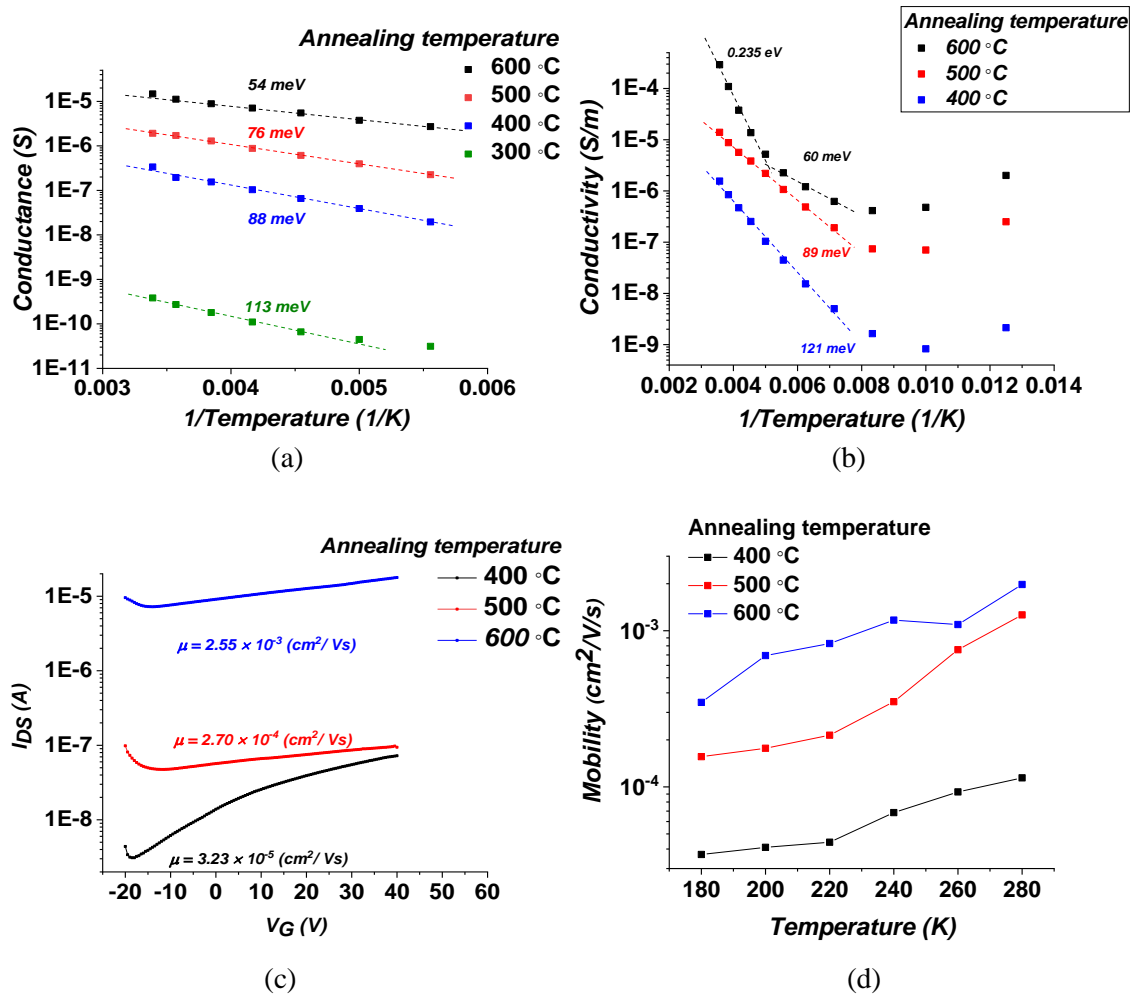 Annealing temperature
600 °C
500 °C
400 °C
300 °C
54 meV
76 meV
88 meV
113 meV
1E-5
1E-6
1E-7
1E-8
1E-9
1E-10
1E-11
Conductance (S)
0.003 0.004 0.005 0.006
1/Temperature (1/K)
(a)
Annealing temperature
600 °C
500 °C
400 °C
0.235 eV
60 meV
89 meV
121 meV
1E-4
1E-5
1E-6
1E-7
1E-8
1E-9
Conductivity (S/m)
0.002 0.004 0.006 0.008 0.010 0.012 0.014
1/Temperature (1/K)
(b)
Annealing temperature
400 °C
500 °C
600 °C
μ = 2.55 × 10-3 (cm2/ Vs)
μ = 2.70 × 10-4 (cm2/ Vs)
μ = 3.23 × 10-5 (cm2/ Vs)
1E-5
1E-6
1E-7
1E-8
IDS (A)
-20 -10 0 10 20 30 40 50 60
VG (V)
(c)
Annealing temperature
400 °C
500 °C
600 °C
10-3
10-4
Mobility (cm2/V/s)
180 200 220 240 260 280
Temperature (K)
(d)